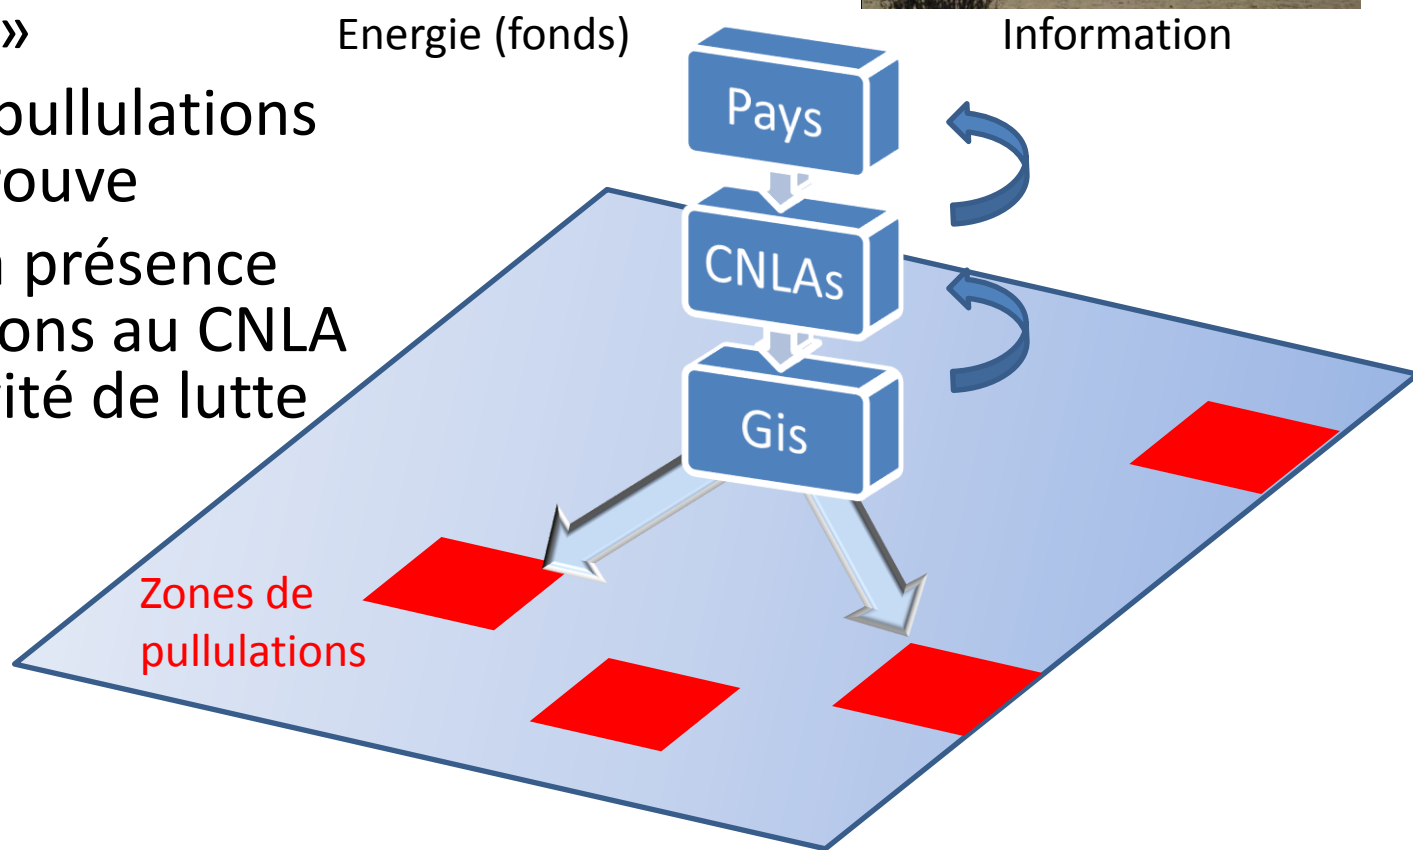 »
pullulations
rouve
présence
ons au CNLA
ité de lutte
Energie (fonds)
Information
Pays
CNLAs
Gis
Zones de
pullulations